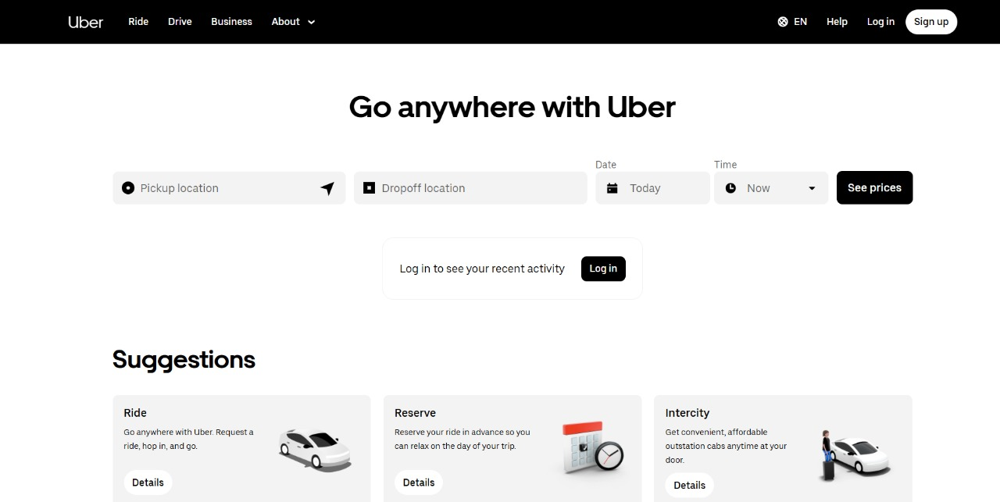 Uber
Ride
Drive
Business
About
EN
Help
Log in
Sign up
Go anywhere with Uber
Pickup location
Dropoff location
Date
Today
Time
Now
See prices
Log in to see your recent activity
Log in
Suggestions
Ride
Go anywhere with Uber. Request a
ride, hop in, and go.
Details
Reserve
Reserve your ride in advance so you
can relax on the day of your trip.
Details
Intercity
Get convenient, affordable
outstation cabs anytime at your
door.
Details